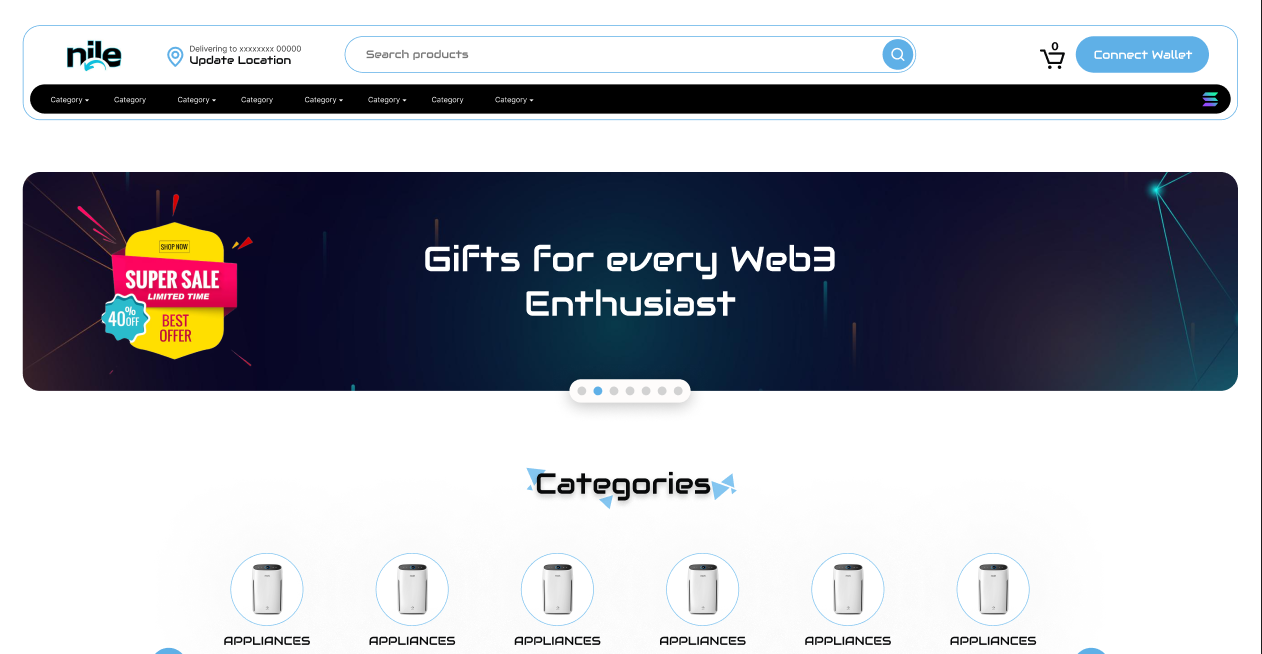 nile
Delivering to xxxxxxxx 00000
Update Location
Search products
0
Connect Wallet
Category
Category
Category
Category
Category
Category
Category
Category
SHOP NOW
SUPER SALE
LIMITED TIME
40% OFF
BEST
OFFER
Gifts for every Web3
Enthusiast
Categories
APPLIANCES
APPLIANCES
APPLIANCES
APPLIANCES
APPLIANCES
APPLIANCES